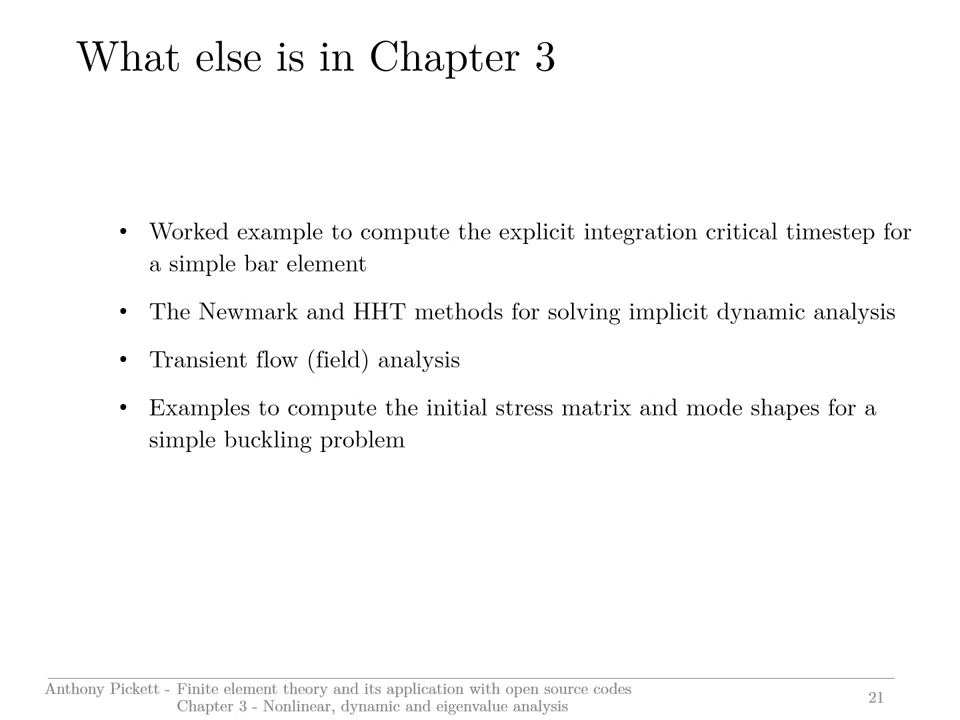 What else is in Chapter 3
• Worked example to compute the explicit integration critical timestep for
a simple bar element
• The Newmark and HHT methods for solving implicit dynamic analysis
• Transient flow (field) analysis
• Examples to compute the initial stress matrix and mode shapes for a
simple buckling problem
Anthony Pickett - Finite element theory and its application with open source codes
Chapter 3 - Nonlinear, dynamic and eigenvalue analysis
21